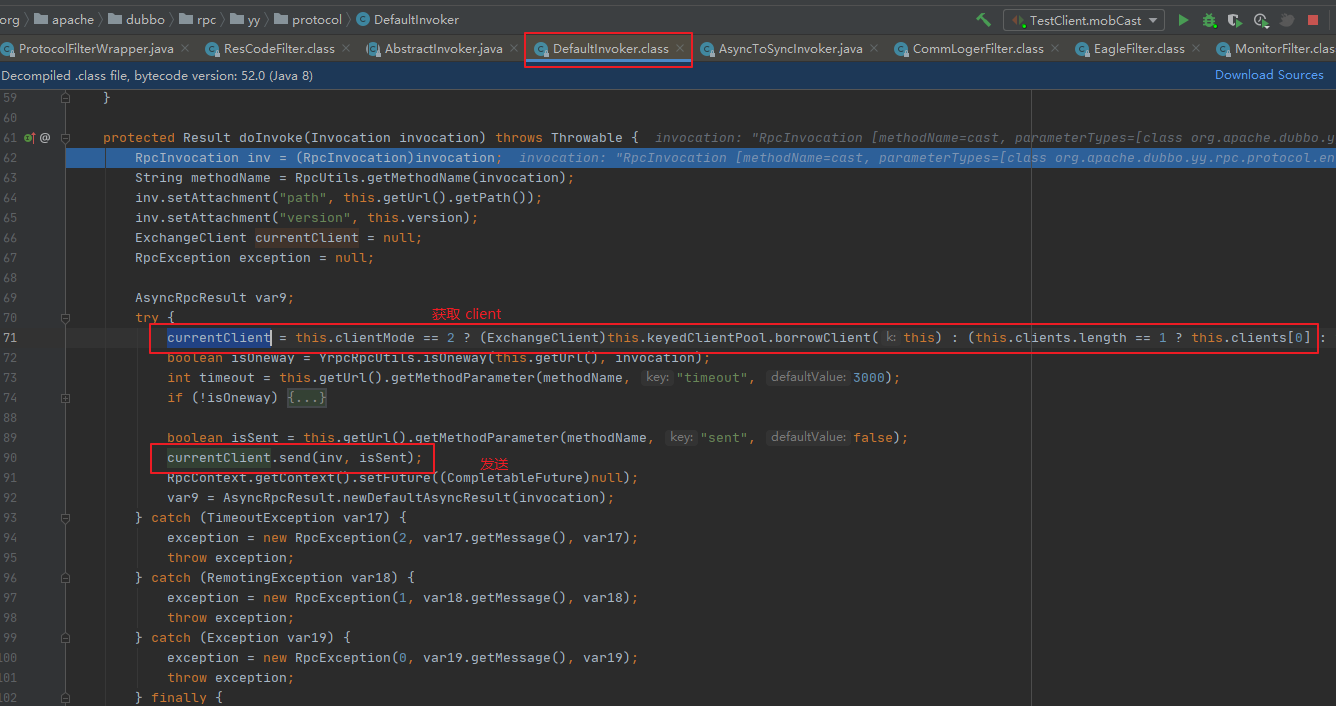 org apache dubbo rpc yy protocol DefaultInvoker TestClient.mobCast
ProtocolFilterWrapper.java ResCodeFilter.class AbstractInvoker.java DefaultInvoker.class AsyncToSyncInvoker.java CommLogerFilter.class EagleFilter.class MonitorFilter.clas
Decompiled .class file, bytecode version: 52.0 (Java 8) Download Sources
59 }
60
61 @ protected Result doInvoke(Invocation invocation) throws Throwable { invocation: "RpcInvocation [methodName=cast, parameterTypes=[class org.apache.dubbo.y
62 RpcInvocation inv = (RpcInvocation)invocation; invocation: "RpcInvocation [methodName=cast, parameterTypes=[class org.apache.dubbo.yy.rpc.protocol.en
63 String methodName = RpcUtils.getMethodName(invocation);
64 inv.setAttachment("path", this.getUrl().getPath());
65 inv.setAttachment("version", this.version);
66 ExchangeClient currentClient = null;
67 RpcException exception = null;
68
69 AsyncRpcResult var9;
70 try {
获取 client
71 currentClient = this.clientMode == 2 ? (ExchangeClient)this.keyedClientPool.borrowClient( k: this) : (this.clients.length == 1 ? this.clients[0] :
72 boolean isOneway = YrpcRpcUtils.isOneway(this.getUrl(), invocation);
73 int timeout = this.getUrl().getMethodParameter(methodName, key: "timeout", defaultValue: 3000);
74 if (!isOneway) {...}
88
89 boolean isSent = this.getUrl().getMethodParameter(methodName, key: "sent", defaultValue: false);
90 currentClient.send(inv, isSent);
发送
91 RpcContext.getContext().setFuture((CompletableFuture)null);
92 var9 = AsyncRpcResult.newDefaultAsyncResult(invocation);
93 } catch (TimeoutException var17) {
94 exception = new RpcException(2, var17.getMessage(), var17);
95 throw exception;
96 } catch (RemotingException var18) {
97 exception = new RpcException(1, var18.getMessage(), var18);
98 throw exception;
99 } catch (Exception var19) {
100 exception = new RpcException(0, var19.getMessage(), var19);
101 throw exception;
102 } finally {